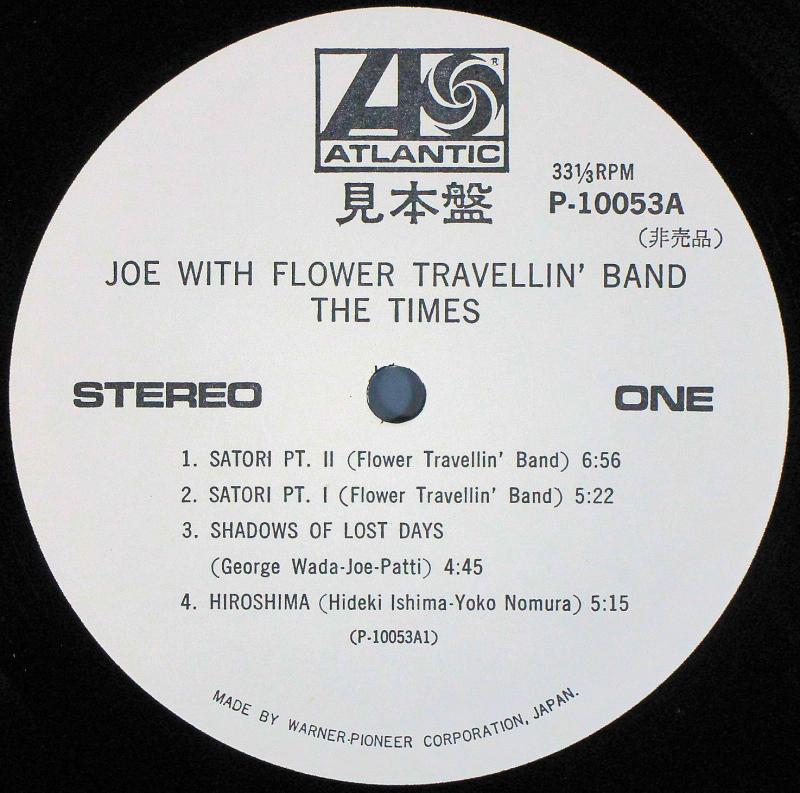 ATLANTIC
®
見本盤
33⅓RPM
P-10053A
(非売品)
JOE WITH FLOWER TRAVELLIN' BAND
THE TIMES
STEREO
ONE
1. SATORI PT. II (Flower Travellin' Band) 6:56
2. SATORI PT. I (Flower Travellin' Band) 5:22
3. SHADOWS OF LOST DAYS
(George Wada-Joe-Patti) 4:45
4. HIROSHIMA (Hideki Ishima-Yoko Nomura) 5:15
(P-10053A1)
MADE BY WARNER-PIONEER CORPORATION, JAPAN.